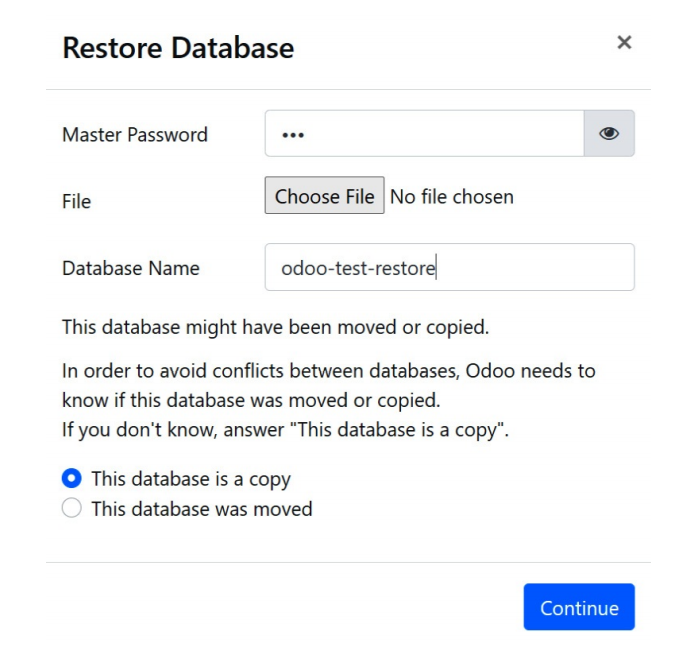 Restore Database ×
Master Password •••
File Choose File No file chosen
Database Name odoo-test-restore
This database might have been moved or copied.
In order to avoid conflicts between databases, Odoo needs to
know if this database was moved or copied.
If you don't know, answer "This database is a copy".
This database is a copy
This database was moved
Continue